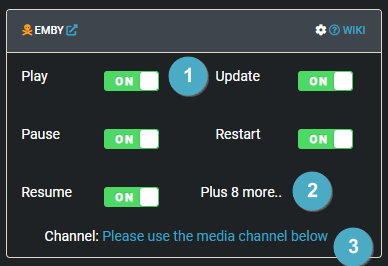 EMBY WIKI
Play ON 1 Update ON
Pause ON Restart ON
Resume ON Plus 8 more.. 2
Channel: Please use the media channel below 3